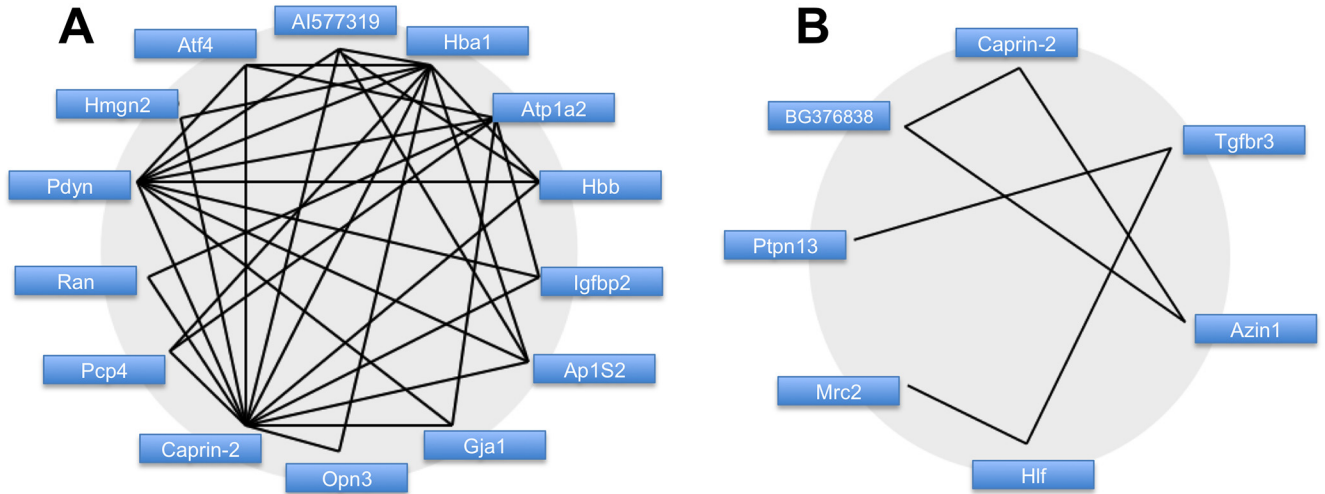 A
AI577319
Atf4
Hba1
Hmgn2
Atp1a2
Pdyn
Hbb
Ran
Igfbp2
Pcp4
Ap1S2
Caprin-2
Gja1
Opn3
B
Caprin-2
BG376838
Tgfbr3
Ptpn13
Azin1
Mrc2
Hlf